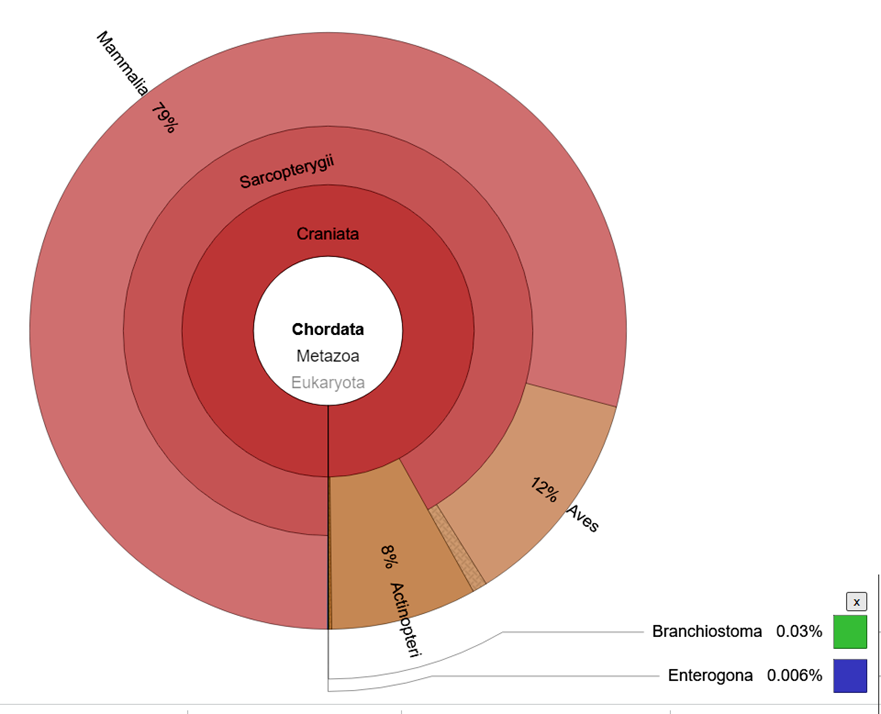 Mammalia 79%
Sarcopterygii
Craniata
Chordata
Metazoa
Eukaryota
12% Aves
8% Actinopteri
x
Branchiostoma 0.03%
Enterogona 0.006%